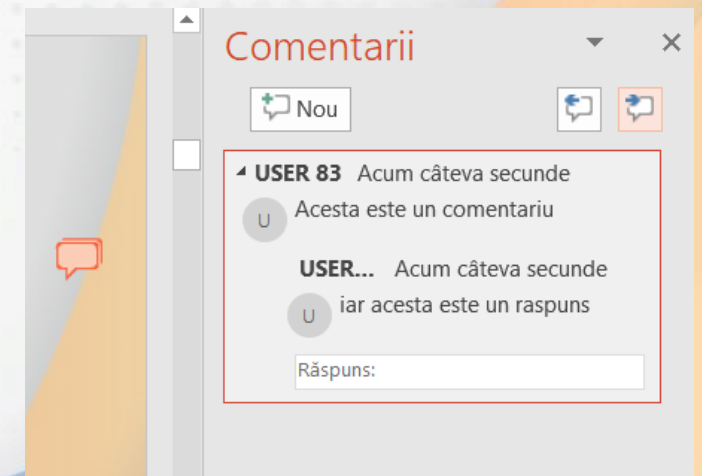 Comentarii
Nou
USER 83 Acum câteva secunde
U
Acesta este un comentariu
USER... Acum câteva secunde
U
iar acesta este un raspuns
Răspuns: